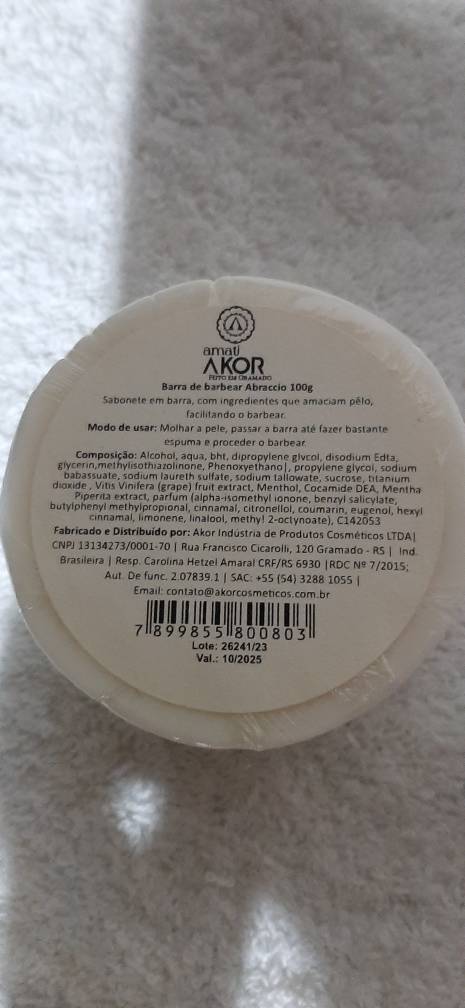 amati
AKOR
FEITO EM GRAMADO
Barra de barbear Abraccio 100g
Sabonete em barra, com ingredientes que amaciam pêlo,
facilitando o barbear.
Modo de usar: Molhar a pele, passar a barra até fazer bastante
espuma e proceder o barbear.
Composição: Alcohol, aqua, bht, dipropylene glycol, disodium Edta,
glycerin,methylisothiazolinone, Phenoxyethanol, propylene glycol, sodium
babassuate, sodium laureth sulfate, sodium tallowate, sucrose, titanium
dioxide , Vitis Vinifera (grape) fruit extract, Menthol, Cocamide DEA, Mentha
Piperita extract, parfum (alpha-isomethyl ionone, benzyl salicylate,
butylphenyl methylpropional, cinnamal, citronellol, coumarin, eugenol, hexyl
cinnamal, limonene, linalool, methyl 2-octynoate), C142053
Fabricado e Distribuído por: Akor Indústria de Produtos Cosméticos LTDA|
CNPJ 13134273/0001-70 | Rua Francisco Cicarolli, 120 Gramado - RS | Ind.
Brasileira | Resp. Carolina Hetzel Amaral CRF/RS 6930 |RDC Nº 7/2015;
Aut. De func. 2.07839.1 | SAC: +55 (54) 3288 1055 |
Email: contato@akorcosmeticos.com.br
7 899855 800803
Lote: 26241/23
Val.: 10/2025